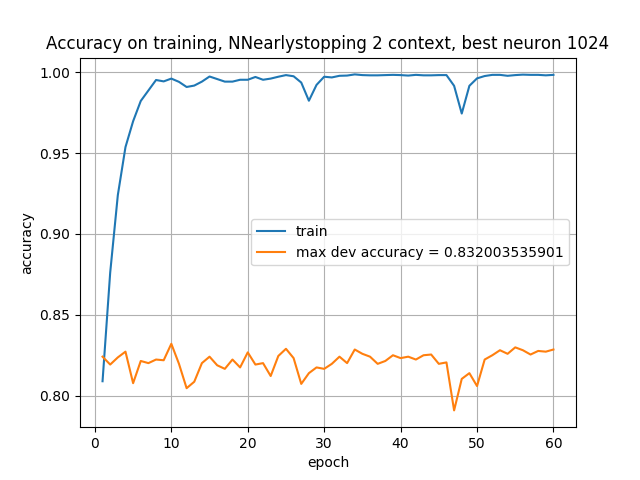 Accuracy on training, NNearlystopping 2 context, best neuron 1024
1.00
0.95
0.90
0.85
0.80
accuracy
train
max dev accuracy = 0.832003535901
0 10 20 30 40 50 60
epoch